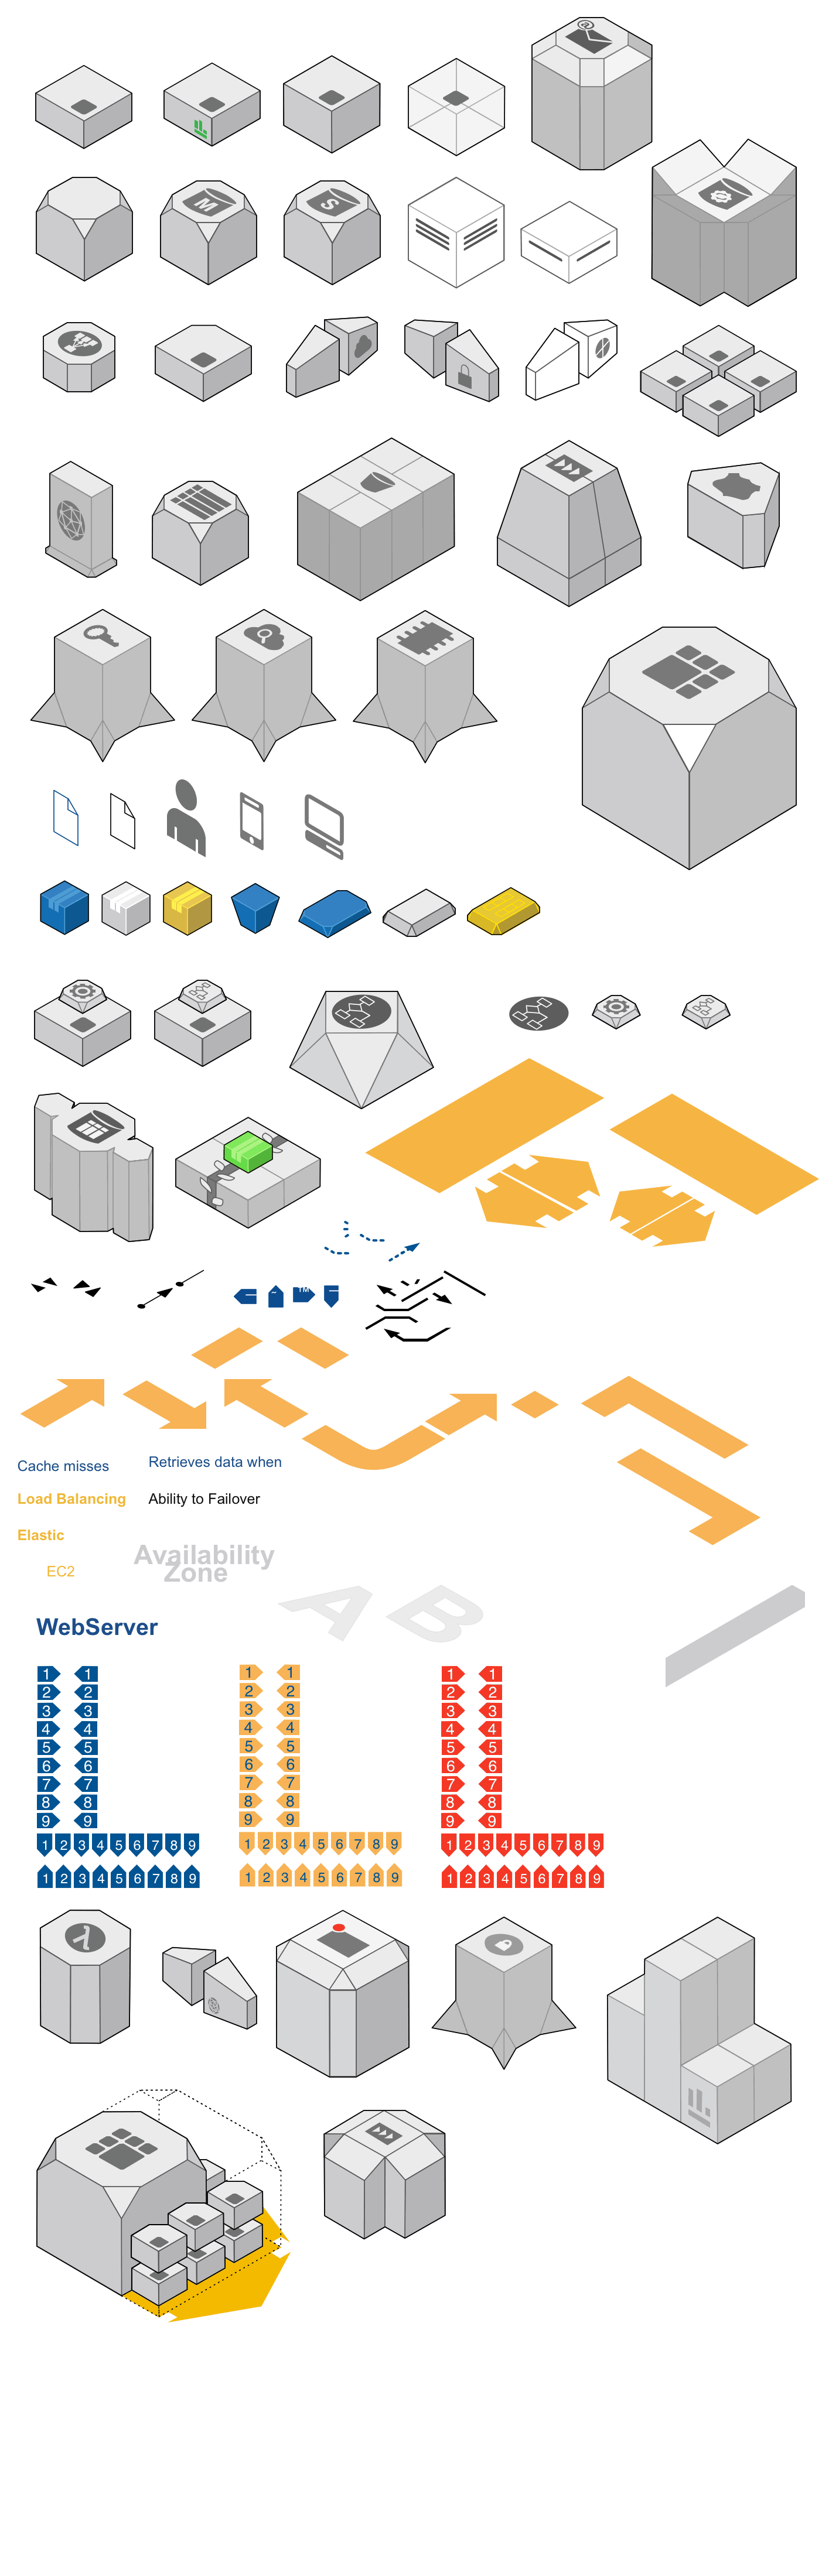 @
M
S
TM
Cache misses
Retrieves data when
Load Balancing
Ability to Failover
Elastic
EC2
Availability
Zone
A B
WebServer
1 1 1 1 1 1
2 2 2 2 2 2
3 3 3 3 3 3
4 4 4 4 4 4
5 5 5 5 5 5
6 6 6 6 6 6
7 7 7 7 7 7
8 8 8 8 8 8
9 9 9 9 9 9
1 2 3 4 5 6 7 8 9 1 2 3 4 5 6 7 8 9 1 2 3 4 5 6 7 8 9
1 2 3 4 5 6 7 8 9 1 2 3 4 5 6 7 8 9 1 2 3 4 5 6 7 8 9
λ